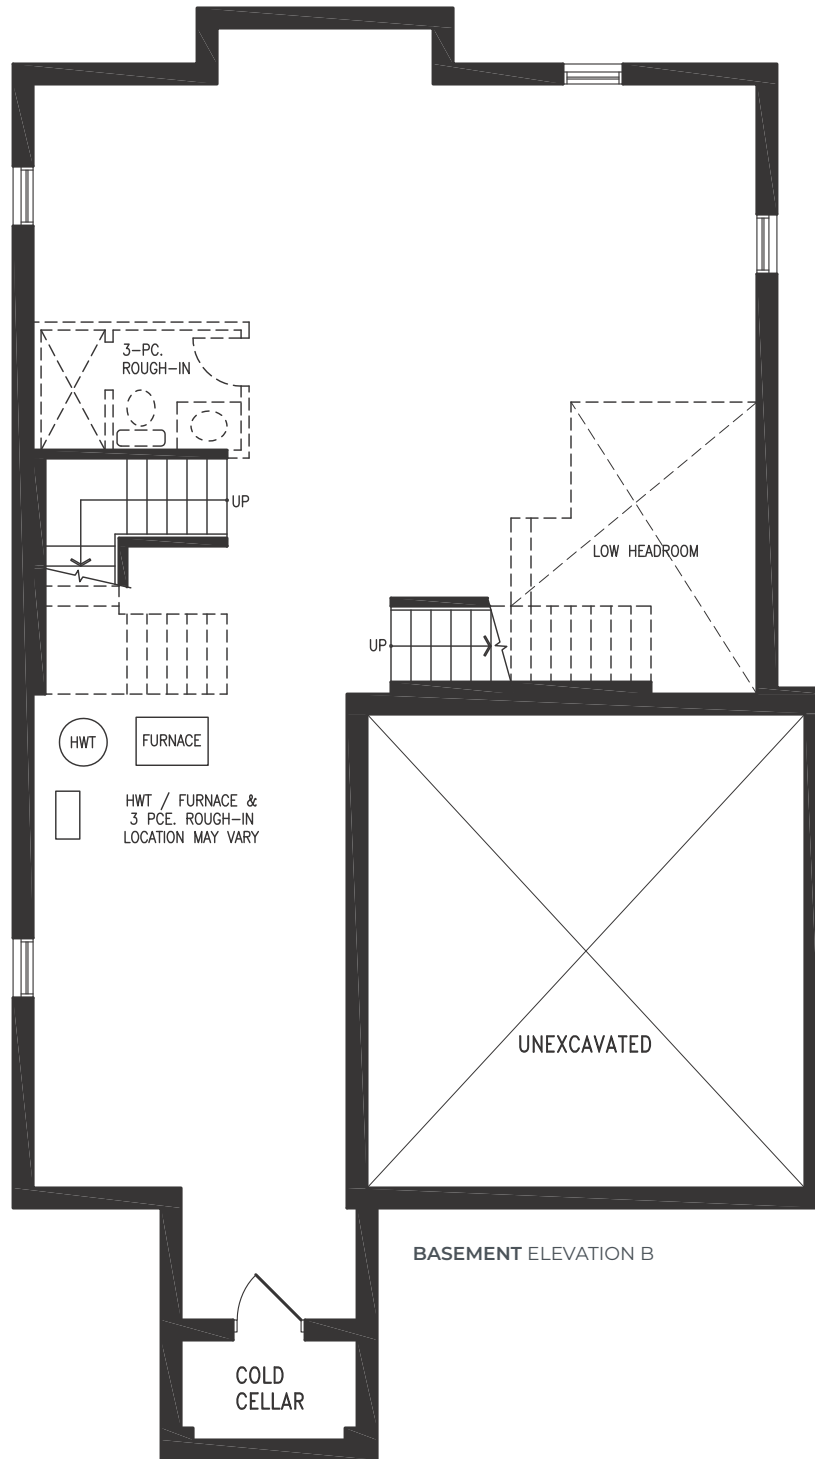 3-PC.
ROUGH-IN
UP
LOW HEADROOM
UP
HWT
FURNACE
HWT / FURNACE &
3 PCE. ROUGH-IN
LOCATION MAY VARY
UNEXCAVATED
BASEMENT ELEVATION B
COLD
CELLAR